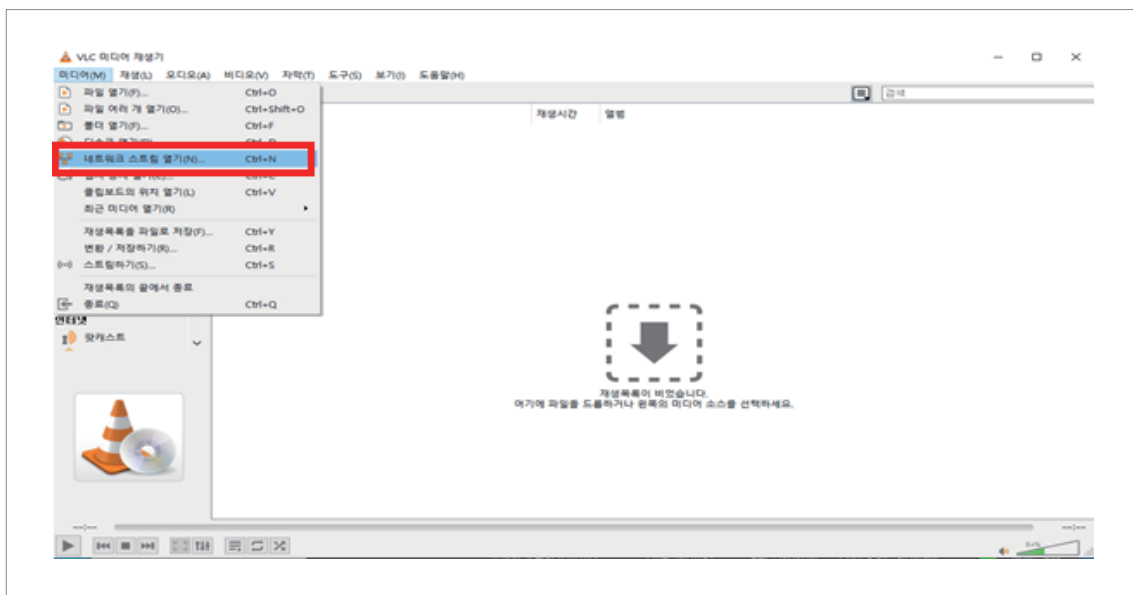 VLC 미디어 재생기
미디어(M) 재생(L) 오디오(A) 비디오(V) 자막(T) 도구(S) 보기(I) 도움말(H)
파일 열기(F)... Ctrl+O
검색
파일 여러 개 열기(O)... Ctrl+Shift+O
재생시간 앨범
폴더 열기(F)... Ctrl+F
네트워크 스트림 열기(N)... Ctrl+N
클립보드의 위치 열기(L) Ctrl+V
최근 미디어 열기(R)
재생목록을 파일로 저장(F)... Ctrl+Y
변환 / 저장하기(R)... Ctrl+R
스트림하기(S)... Ctrl+S
재생목록의 끝에서 종료
종료(Q) Ctrl+Q
인터넷
팟캐스트
재생목록이 비었습니다.
여기에 파일을 드롭하거나 왼쪽의 미디어 소스를 선택하세요.
--:-- --:--